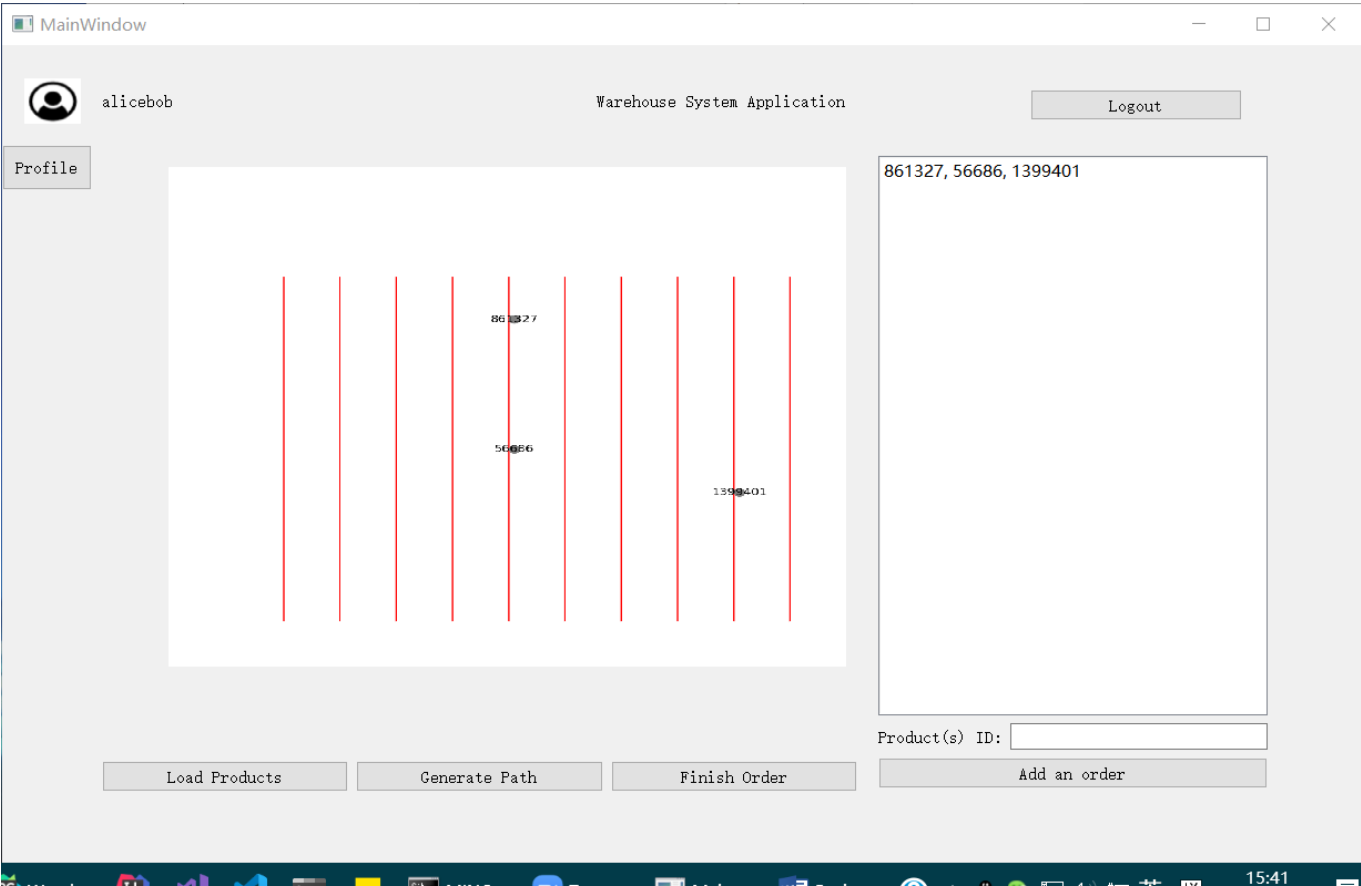 MainWindow
alicebob
Warehouse System Application
Logout
Profile
861327, 56686, 1399401
861327
56686
1399401
Product(s) ID:
Load Products
Generate Path
Finish Order
Add an order
15:41